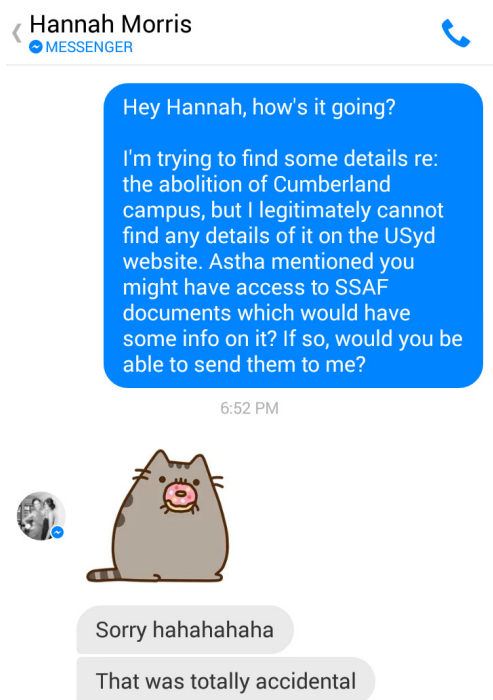 Hannah Morris
MESSENGER
Hey Hannah, how's it going?
I'm trying to find some details re:
the abolition of Cumberland
campus, but I legitimately cannot
find any details of it on the USyd
website. Astha mentioned you
might have access to SSAF
documents which would have
some info on it? If so, would you be
able to send them to me?
6:52 PM
Sorry hahahahaha
That was totally accidental